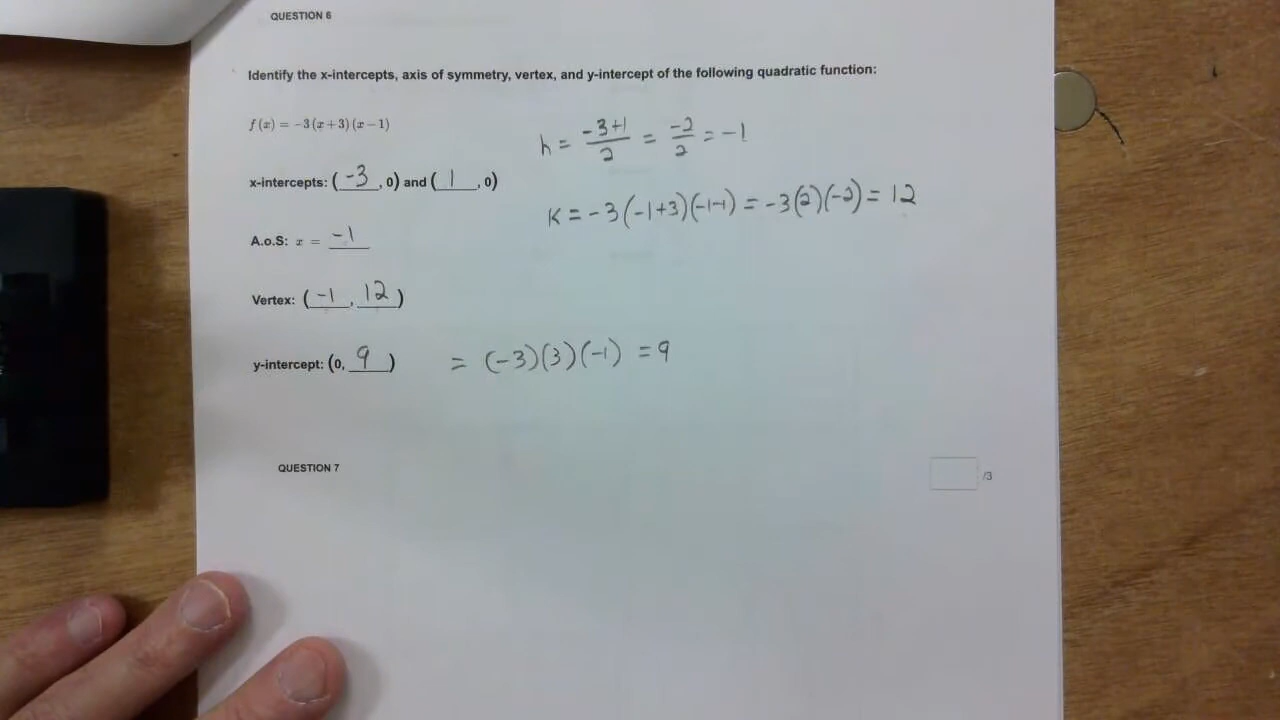 QUESTION 6
Identify the x-intercepts, axis of symmetry, vertex, and y-intercept of the following quadratic function:
f(x) = −3(x+3)(x−1)
h = -3+1/2 = -2/2 = -1
x-intercepts: (-3, 0) and (1, 0)
K = -3(-1+3)(-1-1) = -3(2)(-2) = 12
A.o.S: x = -1
Vertex: (-1, 12)
y-intercept: (0, 9) = (-3)(3)(-1) = 9
QUESTION 7
/3